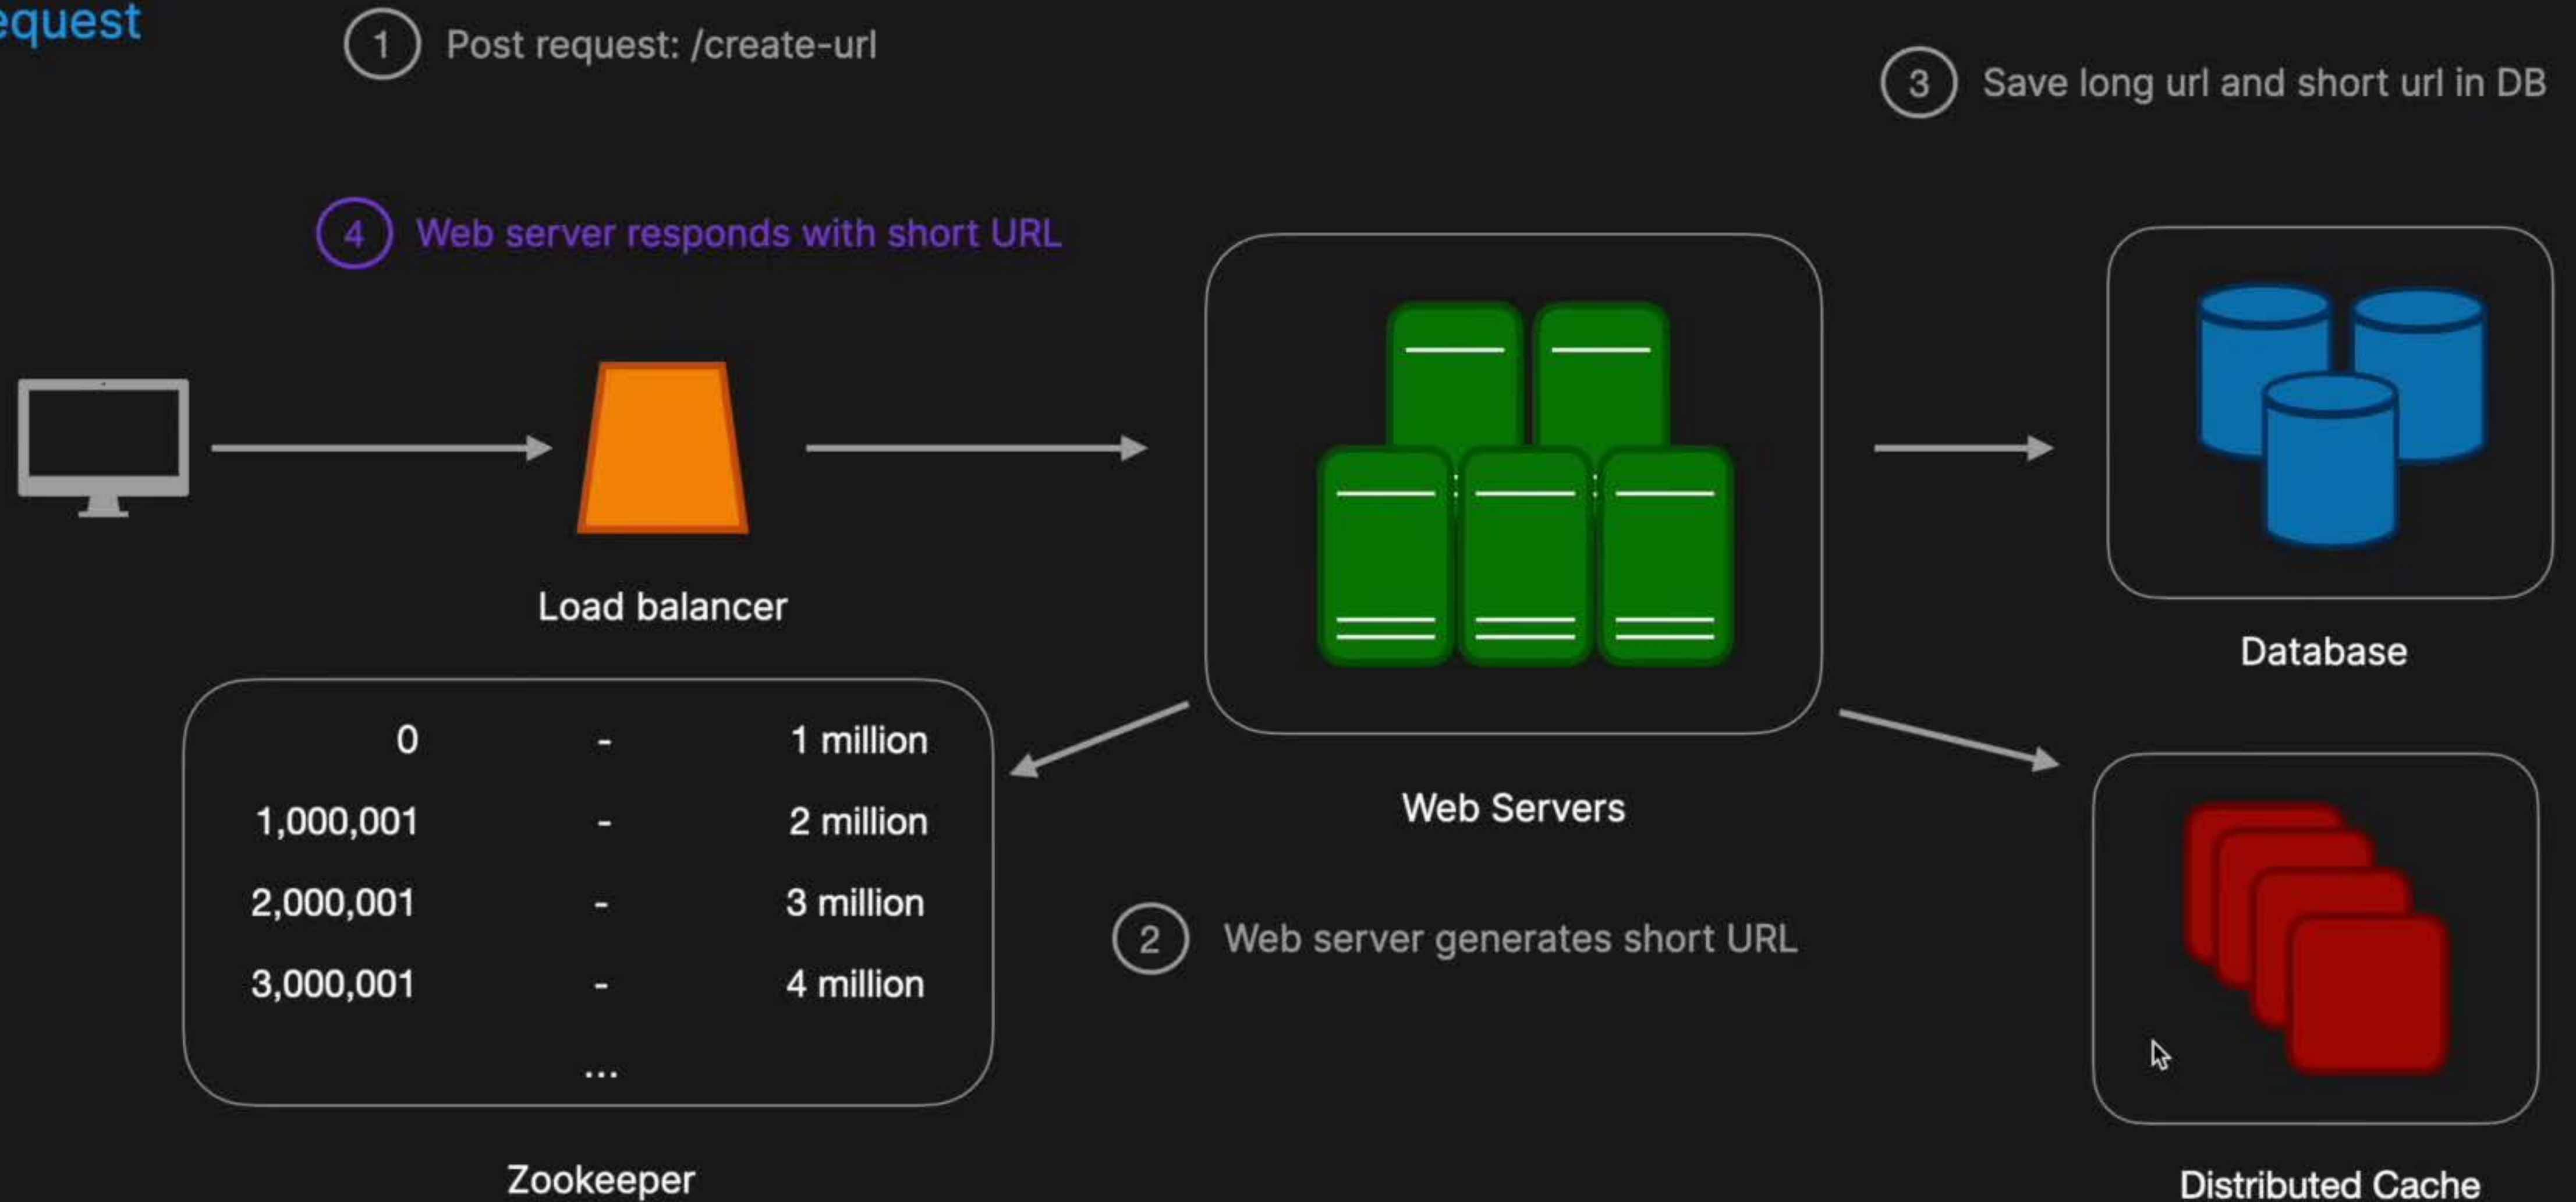 equest
1 Post request: /create-url
3 Save long url and short url in DB
4 Web server responds with short URL
Load balancer
Database
0 - 1 million
1,000,001 - 2 million
2,000,001 - 3 million
3,000,001 - 4 million
...
Web Servers
2 Web server generates short URL
Zookeeper
Distributed Cache